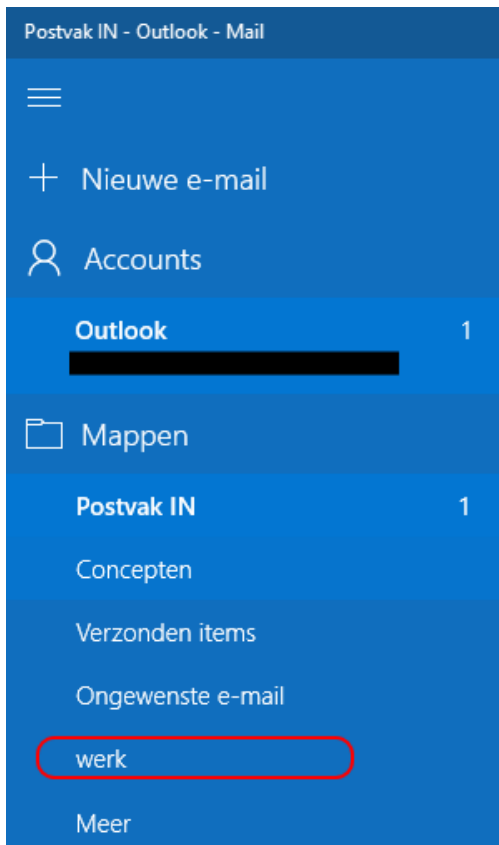 Postvak IN - Outlook - Mail
Nieuwe e-mail
Accounts
Outlook 1
Mappen
Postvak IN 1
Concepten
Verzonden items
Ongewenste e-mail
werk
Meer